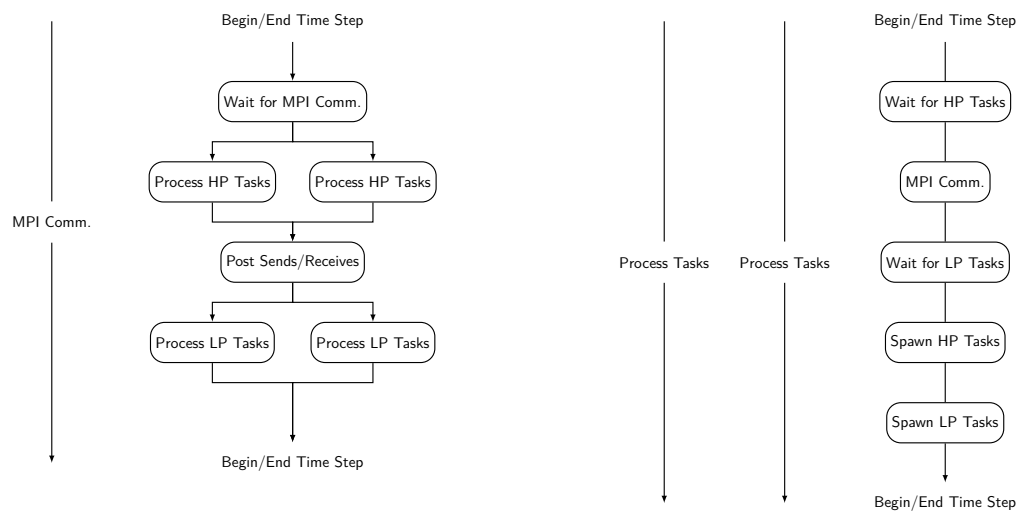 Begin/End Time Step
Wait for MPI Comm.
Process HP Tasks
Process HP Tasks
MPI Comm.
Post Sends/Receives
Process LP Tasks
Process LP Tasks
Begin/End Time Step
Process Tasks
Process Tasks
Begin/End Time Step
Wait for HP Tasks
MPI Comm.
Wait for LP Tasks
Spawn HP Tasks
Spawn LP Tasks
Begin/End Time Step